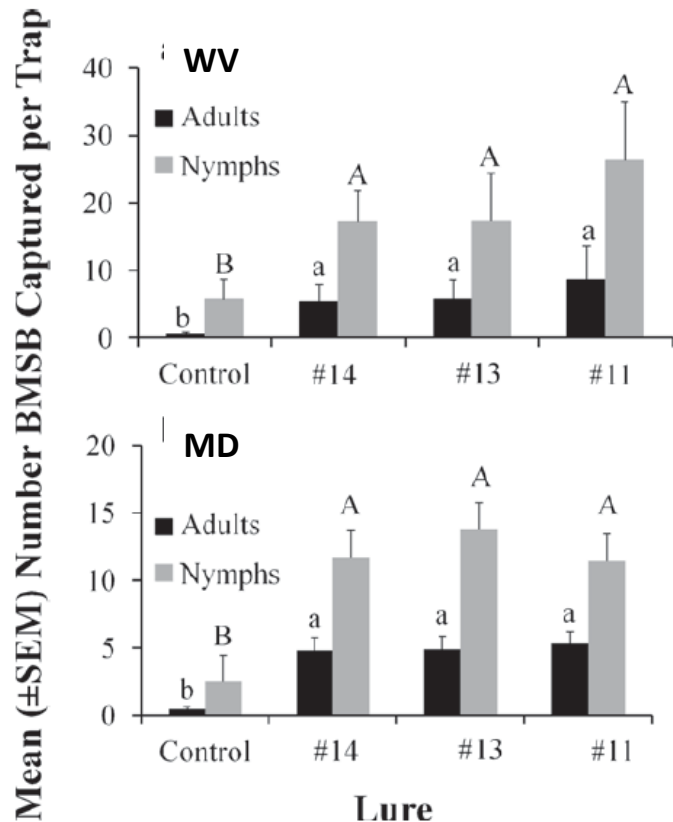 Mean (±SEM) Number BMSB Captured per Trap
WV
40
30
20
10
0
Adults
Nymphs
b
B
a
A
a
A
a
A
Control
#14
#13
#11
MD
20
15
10
5
0
Adults
Nymphs
b
B
a
A
a
A
a
A
Control
#14
#13
#11
Lure